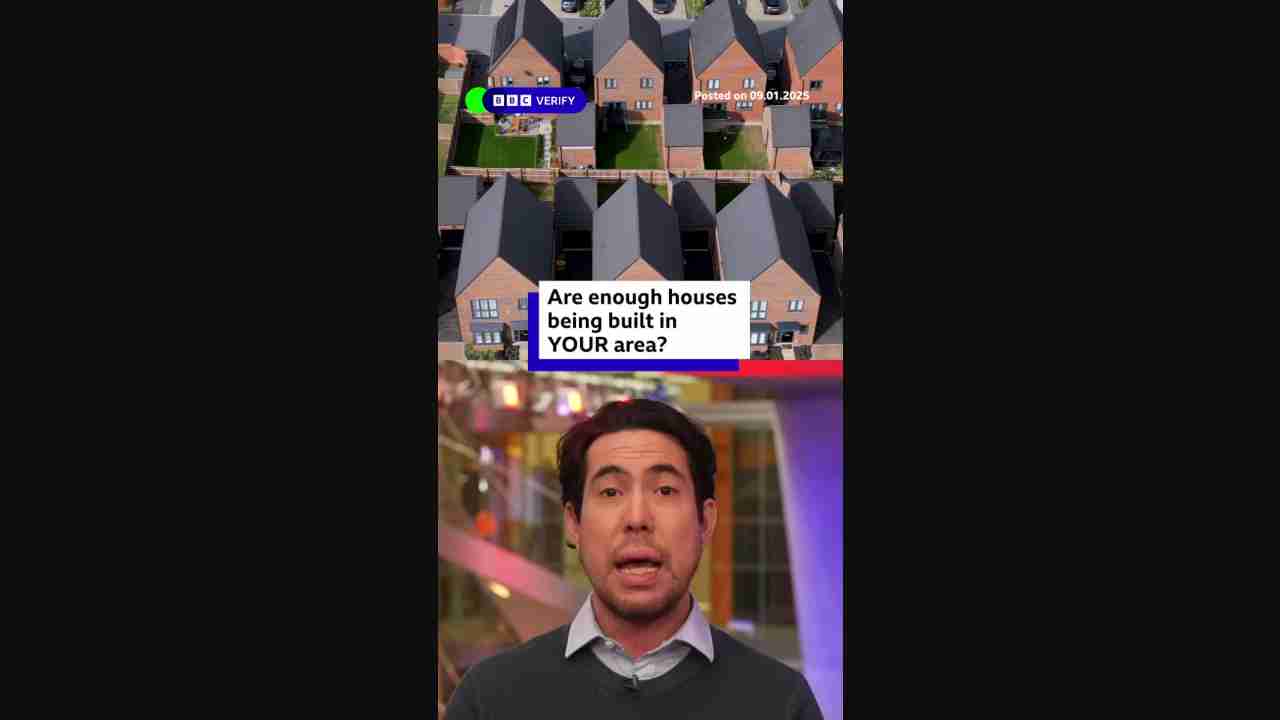 BBC VERIFY
Posted on 09.01.2025
Are enough houses
being built in
YOUR area?